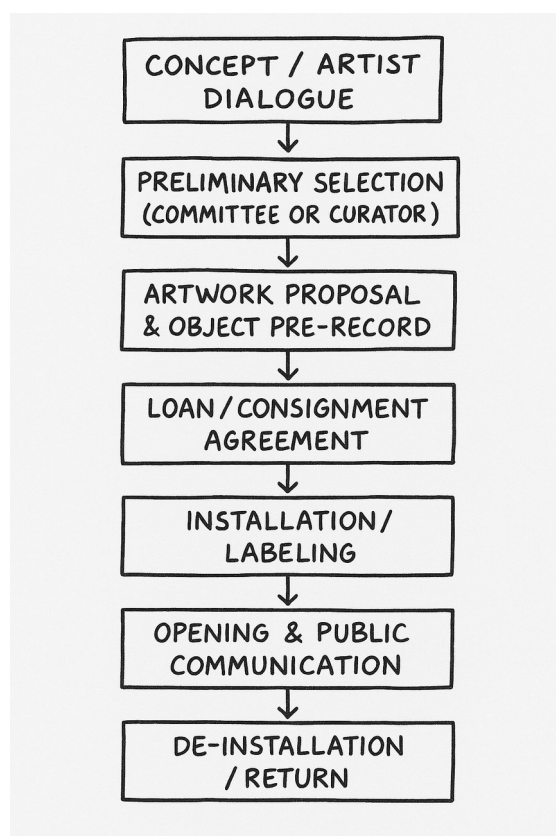 CONCEPT / ARTIST
DIALOGUE
PRELIMINARY SELECTION
(COMMITTEE OR CURATOR)
ARTWORK PROPOSAL
& OBJECT PRE-RECORD
LOAN/CONSIGNMENT
AGREEMENT
INSTALLATION/
LABELING
OPENING & PUBLIC
COMMUNICATION
DE-INSTALLATION
/ RETURN